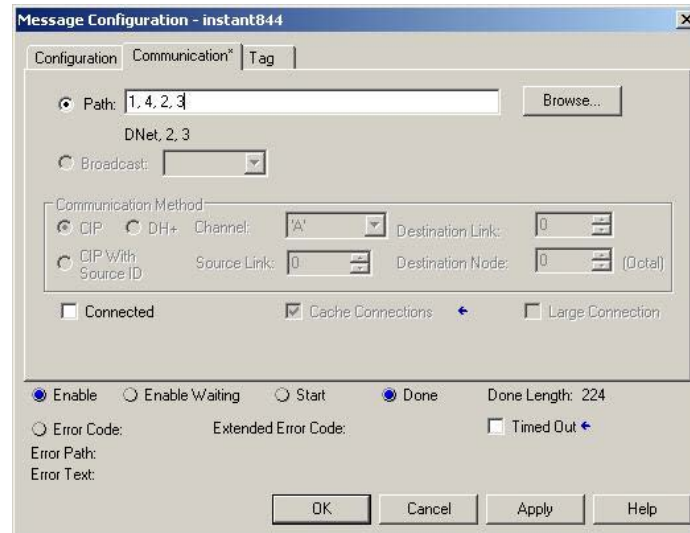 Message Configuration - instant844
Configuration Communication* Tag
Path: 1, 4, 2, 3 Browse...
DNet, 2, 3
Broadcast:
Communication Method
CIP DH+ Channel: 'A' Destination Link: 0
CIP With Source ID Source Link: 0 Destination Node: 0 (Octal)
Connected Cache Connections Large Connection
Enable Enable Waiting Start Done Done Length: 224
Error Code: Extended Error Code: Timed Out
Error Path:
Error Text:
OK Cancel Apply Help